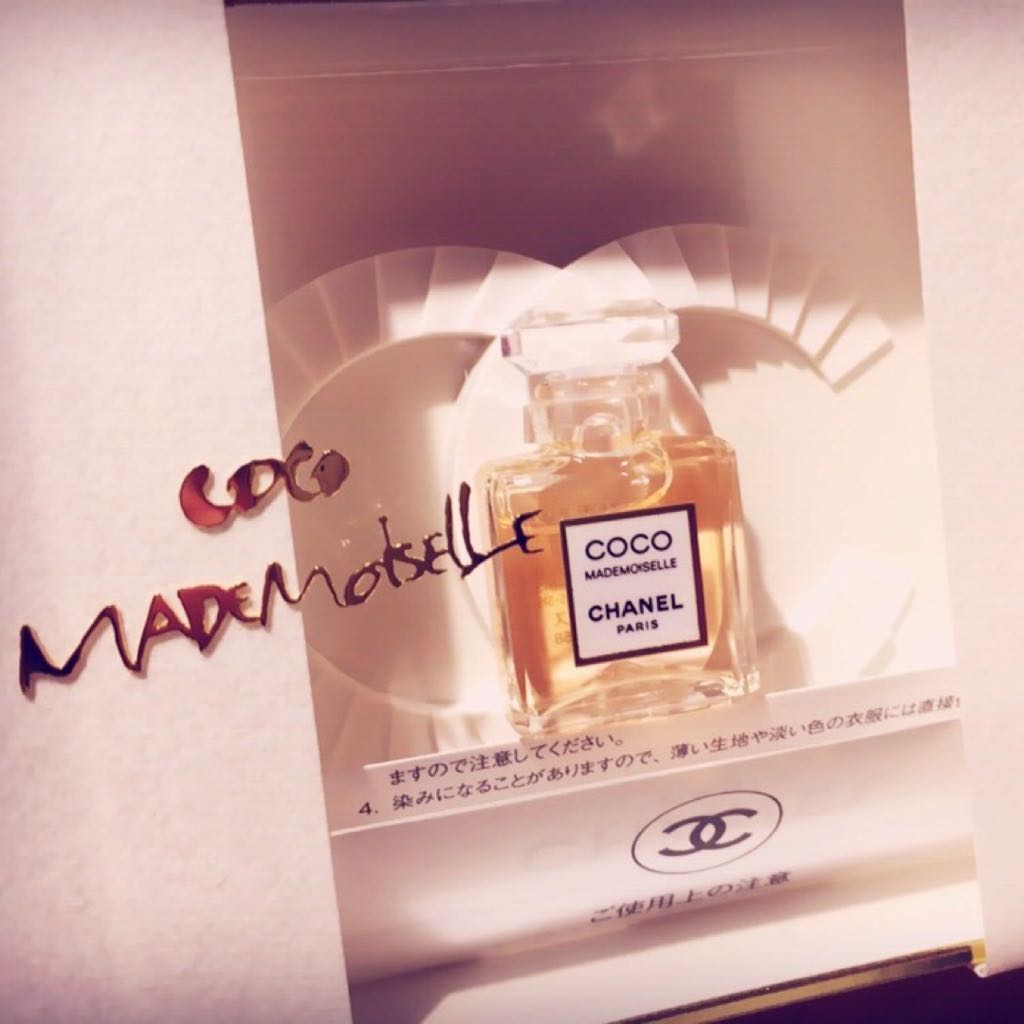 COCO
MADEMOISELLE
COCO
MADEMOISELLE
CHANEL
PARIS
ますので注意してください。
4. 染みになることがありますので、薄い生地や淡い色の衣服には直接
ご使用上の注意